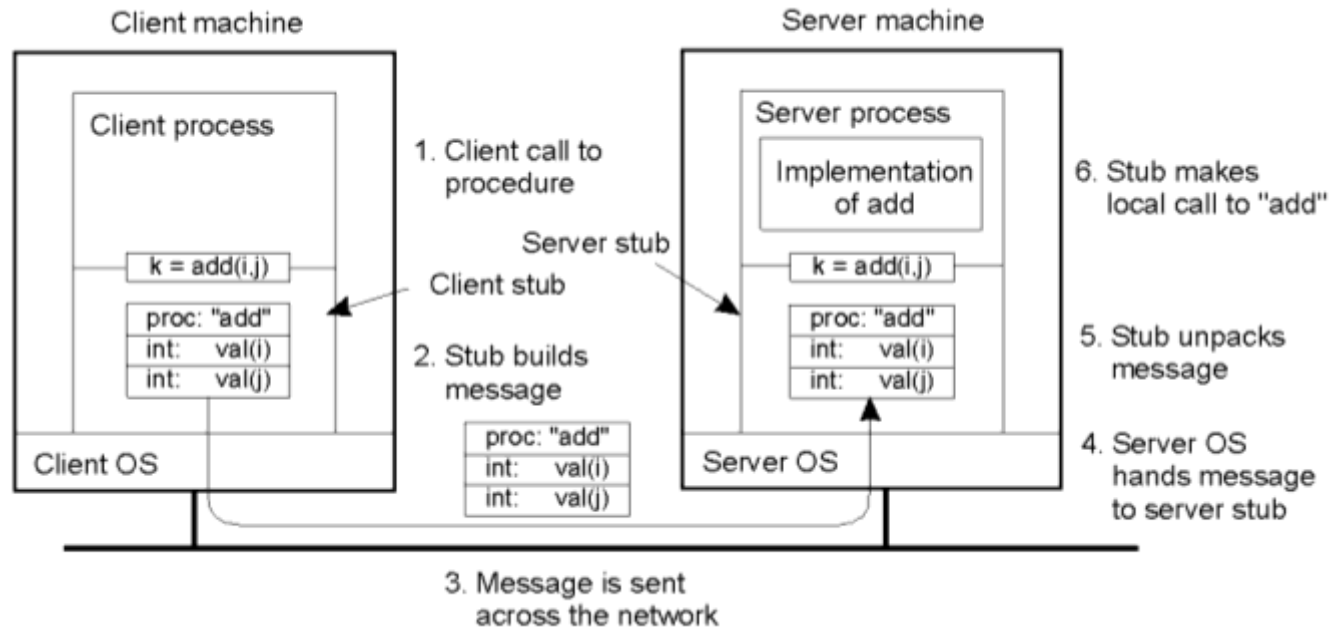 Client machine
Server machine
Client process
1. Client call to
procedure
Server process
Implementation
of add
6. Stub makes
local call to "add"
Server stub
k = add(i,j)
k = add(i,j)
Client stub
proc: "add"
int: val(i)
int: val(j)
2. Stub builds
message
proc: "add"
int: val(i)
int: val(j)
5. Stub unpacks
message
proc: "add"
int: val(i)
int: val(j)
Client OS
Server OS
4. Server OS
hands message
to server stub
3. Message is sent
across the network